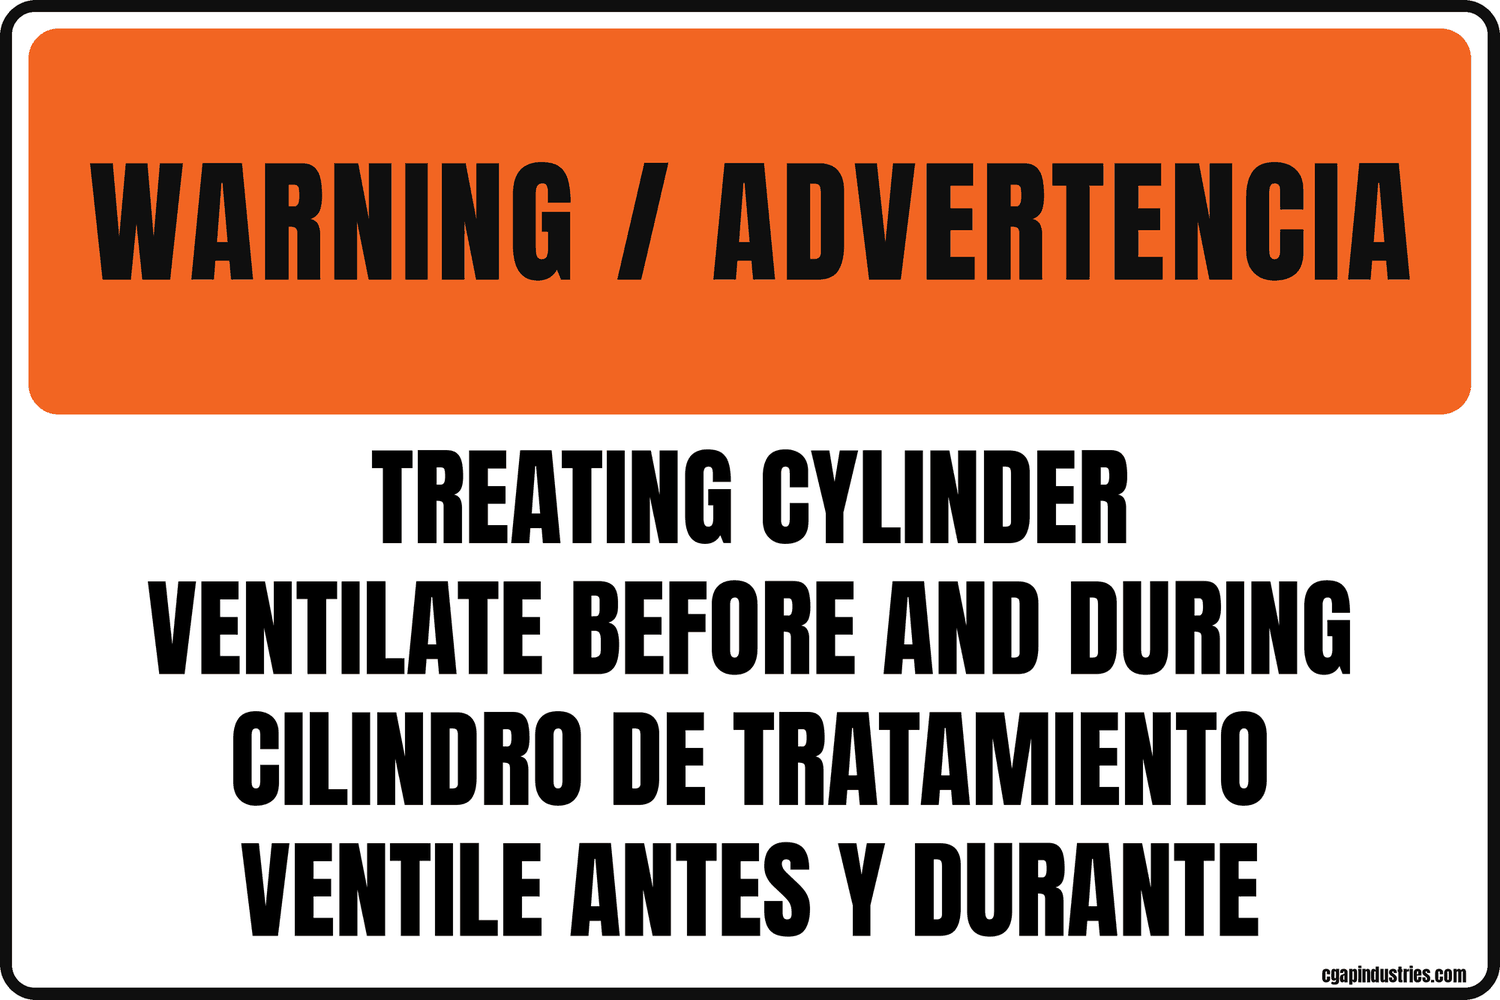 WARNING / ADVERTENCIA
TREATING CYLINDER
VENTILATE BEFORE AND DURING
CILINDRO DE TRATAMIENTO
VENTILE ANTES Y DURANTE
cgapindustries.com